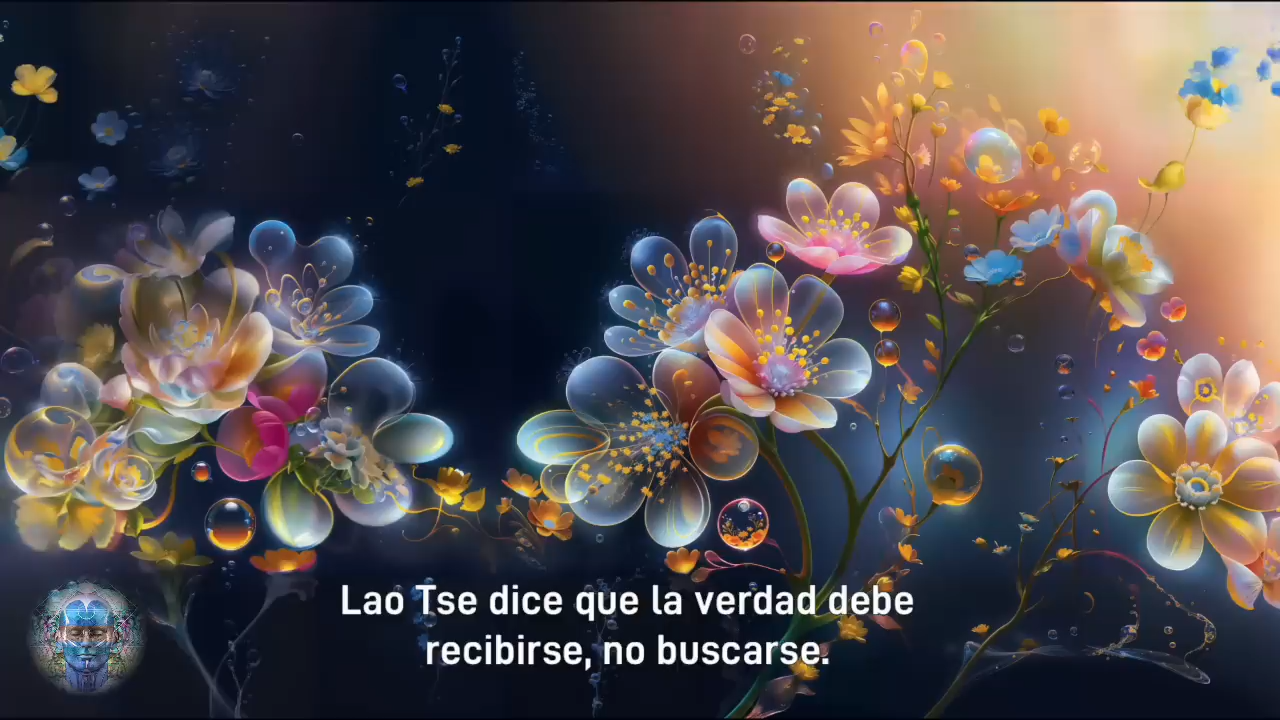 Lao Tse dice que la verdad debe
recibirse, no buscarse.